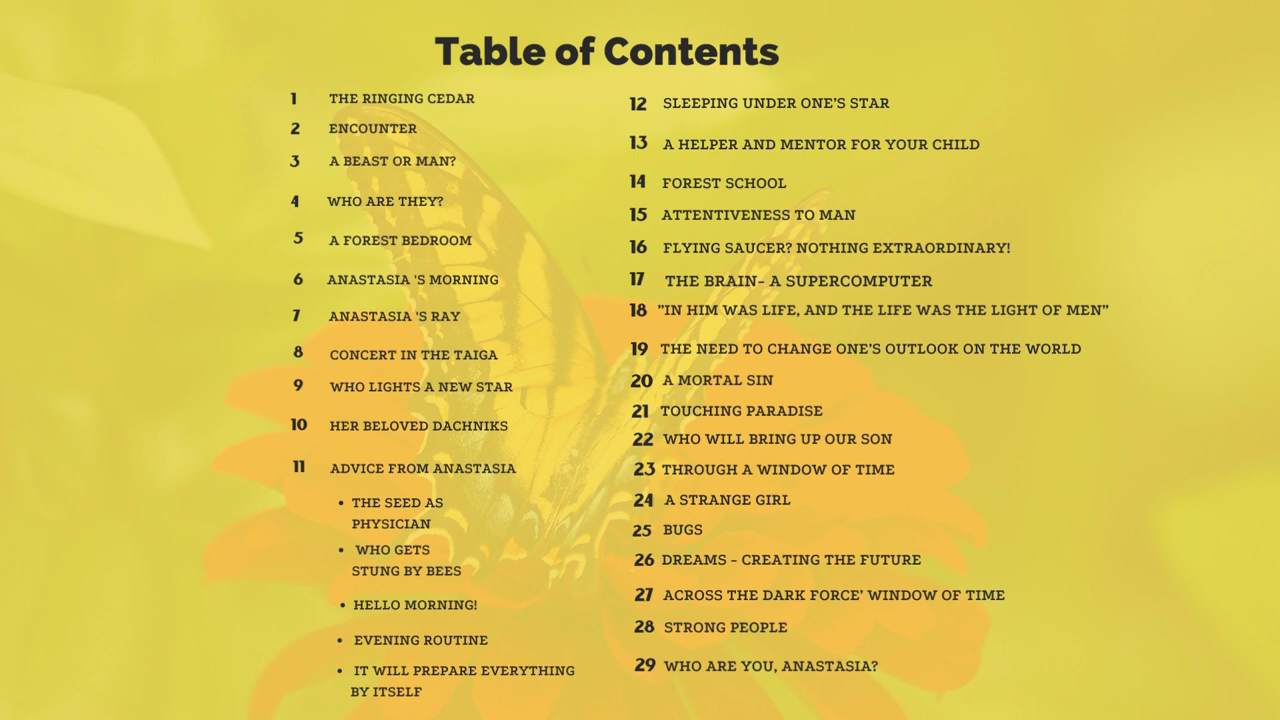 Table of Contents
1 THE RINGING CEDAR
2 ENCOUNTER
3 A BEAST OR MAN?
4 WHO ARE THEY?
5 A FOREST BEDROOM
6 ANASTASIA 'S MORNING
7 ANASTASIA 'S RAY
8 CONCERT IN THE TAIGA
9 WHO LIGHTS A NEW STAR
10 HER BELOVED DACHNIKS
11 ADVICE FROM ANASTASIA
• THE SEED AS
PHYSICIAN
• WHO GETS
STUNG BY BEES
• HELLO MORNING!
• EVENING ROUTINE
• IT WILL PREPARE EVERYTHING
BY ITSELF
12 SLEEPING UNDER ONE'S STAR
13 A HELPER AND MENTOR FOR YOUR CHILD
14 FOREST SCHOOL
15 ATTENTIVENESS TO MAN
16 FLYING SAUCER? NOTHING EXTRAORDINARY!
17 THE BRAIN- A SUPERCOMPUTER
18 "IN HIM WAS LIFE, AND THE LIFE WAS THE LIGHT OF MEN"
19 THE NEED TO CHANGE ONE'S OUTLOOK ON THE WORLD
20 A MORTAL SIN
21 TOUCHING PARADISE
22 WHO WILL BRING UP OUR SON
23 THROUGH A WINDOW OF TIME
24 A STRANGE GIRL
25 BUGS
26 DREAMS - CREATING THE FUTURE
27 ACROSS THE DARK FORCE' WINDOW OF TIME
28 STRONG PEOPLE
29 WHO ARE YOU, ANASTASIA?